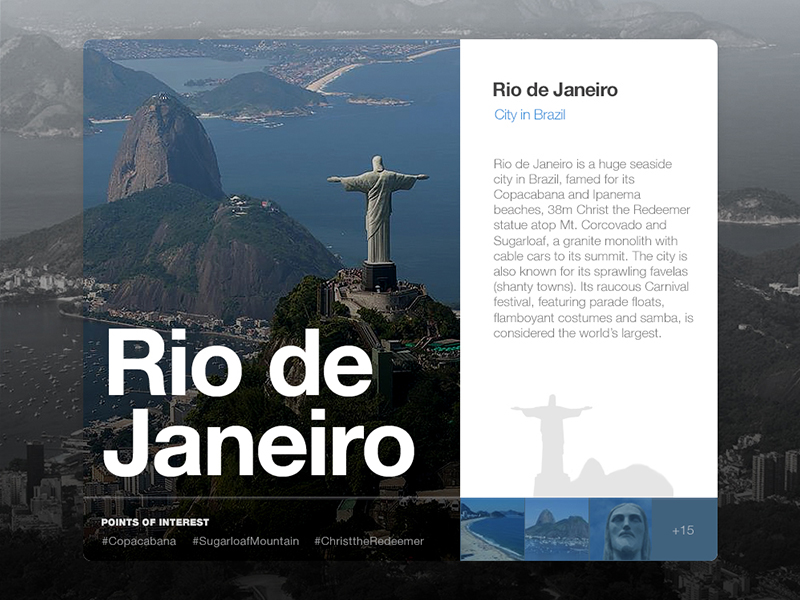 Rio de
Janeiro
POINTS OF INTEREST
#Copacabana #SugarloafMountain #ChristtheRedeemer
Rio de Janeiro
City in Brazil
Rio de Janeiro is a huge seaside
city in Brazil, famed for its
Copacabana and Ipanema
beaches, 38m Christ the Redeemer
statue atop Mt. Corcovado and
Sugarloaf, a granite monolith with
cable cars to its summit. The city is
also known for its sprawling favelas
(shanty towns). Its raucous Carnival
festival, featuring parade floats,
flamboyant costumes and samba, is
considered the world's largest.
+15